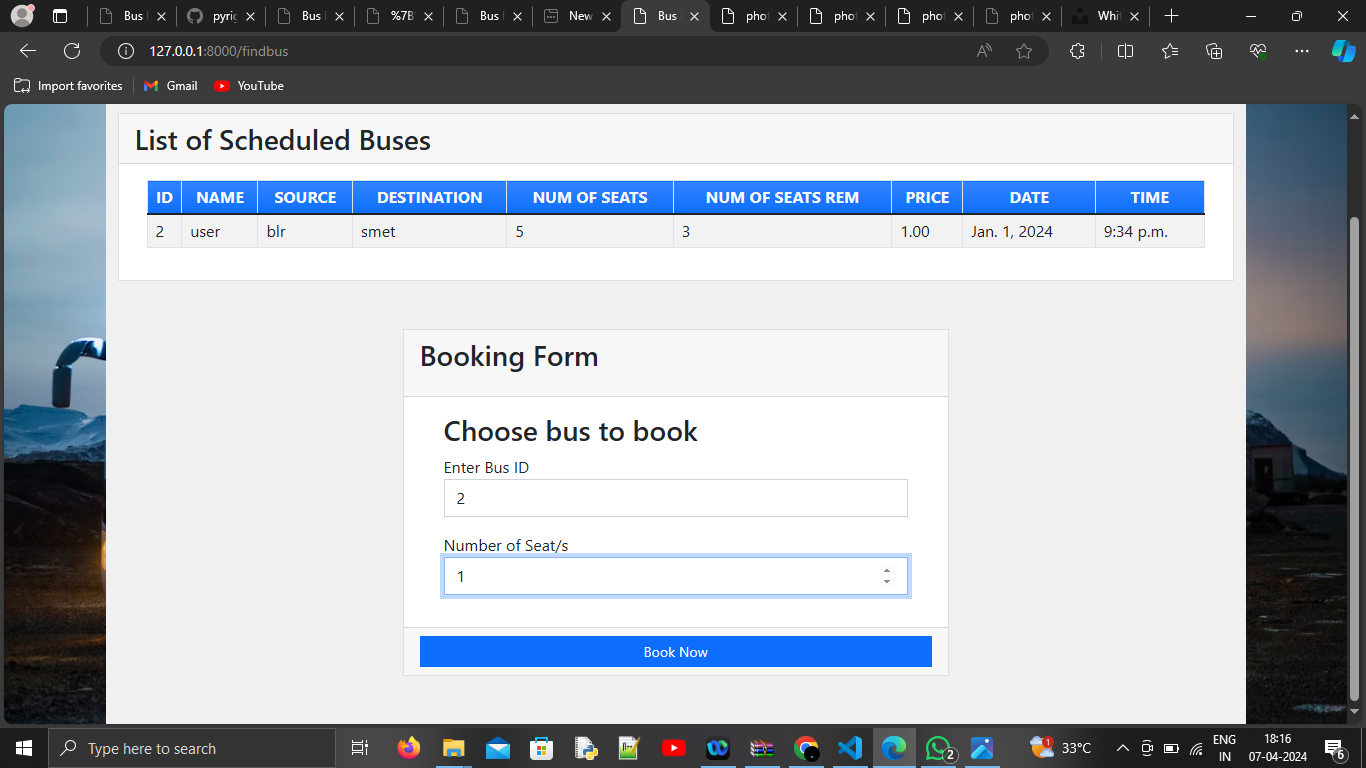 Bus
pyrig
Bus
%7B
Bus
New
Bus
phot
phot
phot
phot
Whit
127.0.0.1:8000/findbus
Import favorites
Gmail
YouTube
List of Scheduled Buses
ID NAME SOURCE DESTINATION NUM OF SEATS NUM OF SEATS REM PRICE DATE TIME
2 user blr smet 5 3 1.00 Jan. 1, 2024 9:34 p.m.
Booking Form
Choose bus to book
Enter Bus ID
2
Number of Seat/s
1
Book Now
Type here to search
2
1
33°C
ENG
IN
18:16
07-04-2024
6